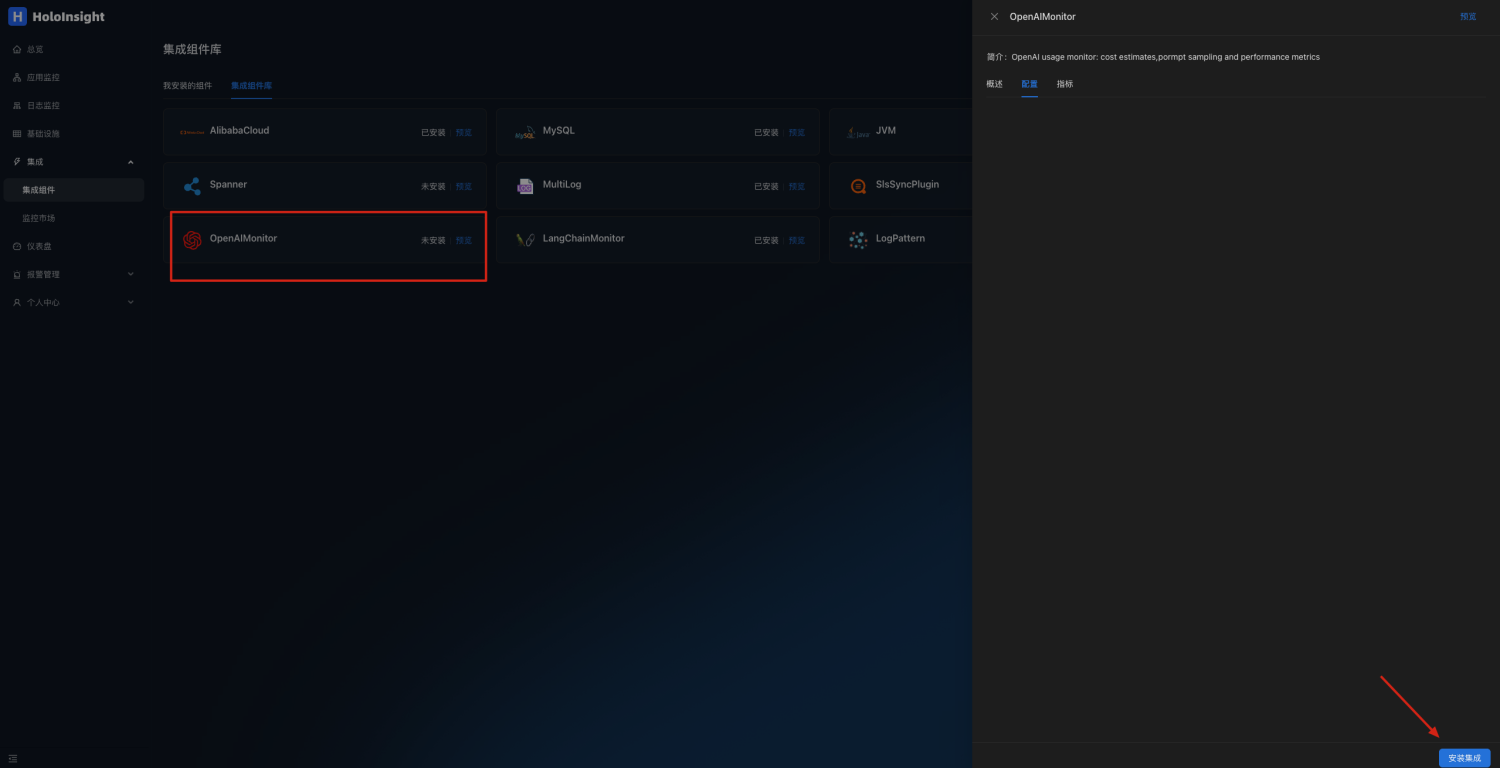 H HoloInsight
总览
应用监控
日志监控
基础设施
集成
集成组件
监控市场
仪表盘
报警管理
个人中心
集成组件库
我安装的组件 集成组件库
AlibabaCloud 已安装 预览
MySQL MySQL 已安装 预览
Java JVM
Spanner 未安装 预览
LOG MultiLog 已安装 预览
SlsSyncPlugin
OpenAIMonitor 未安装 预览
LangChainMonitor 已安装 预览
LogPattern
OpenAIMonitor 预览
简介: OpenAI usage monitor: cost estimates,pormpt sampling and performance metrics
概述 配置 指标
安装集成